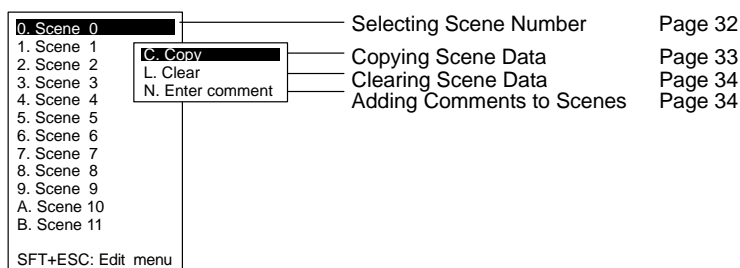 0. Scene 0
1. Scene 1
2. Scene 2
3. Scene 3
4. Scene 4
5. Scene 5
6. Scene 6
7. Scene 7
8. Scene 8
9. Scene 9
A. Scene 10
B. Scene 11
SFT+ESC: Edit menu
C. Copy
L. Clear
N. Enter comment
Selecting Scene Number Page 32
Copying Scene Data Page 33
Clearing Scene Data Page 34
Adding Comments to Scenes Page 34